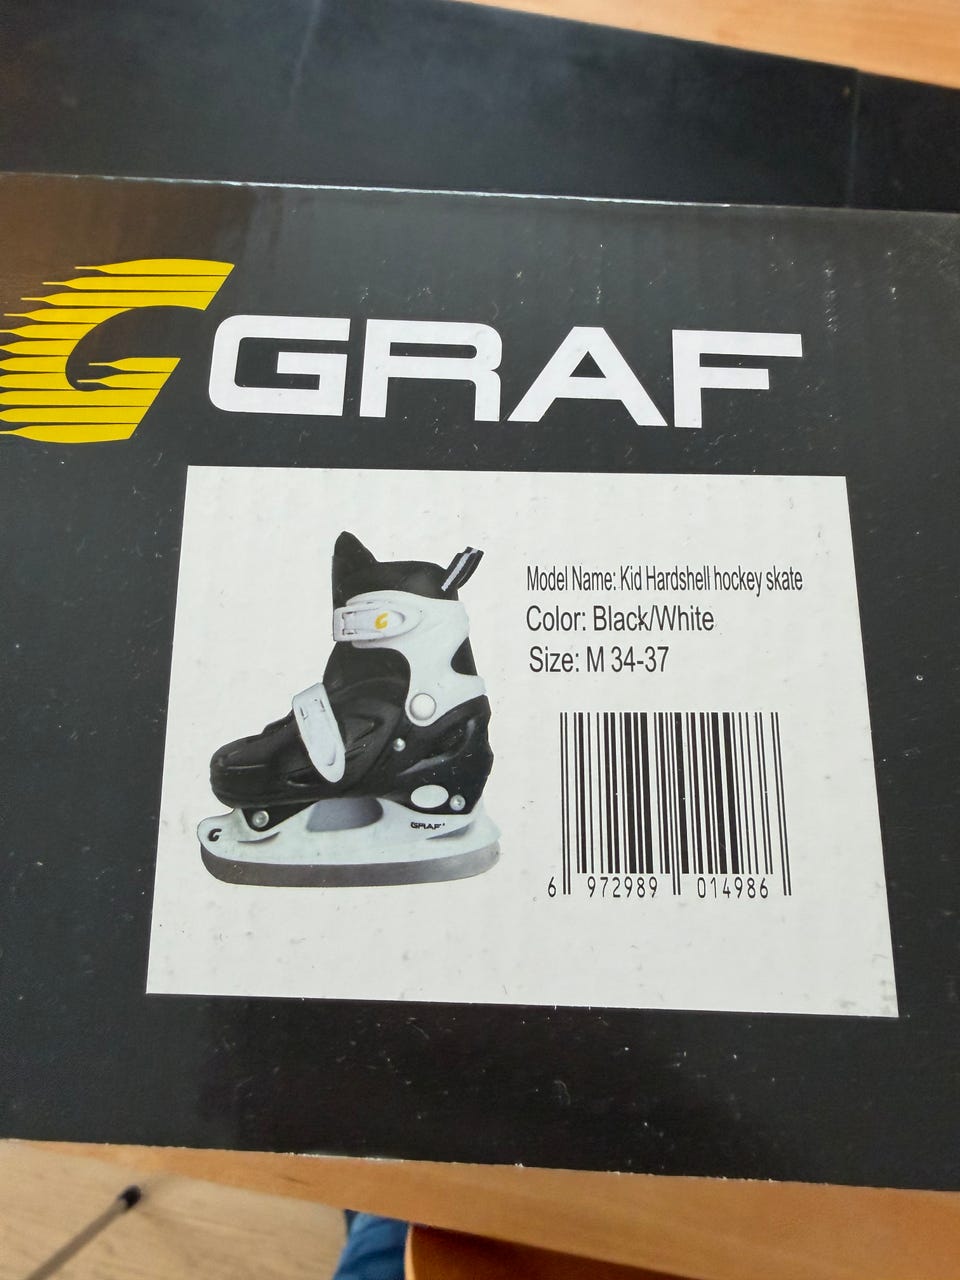 GRAF
Model Name: Kid Hardshell hockey skate
Color: Black/White
Size: M 34-37
GRAF
6 972989 014986